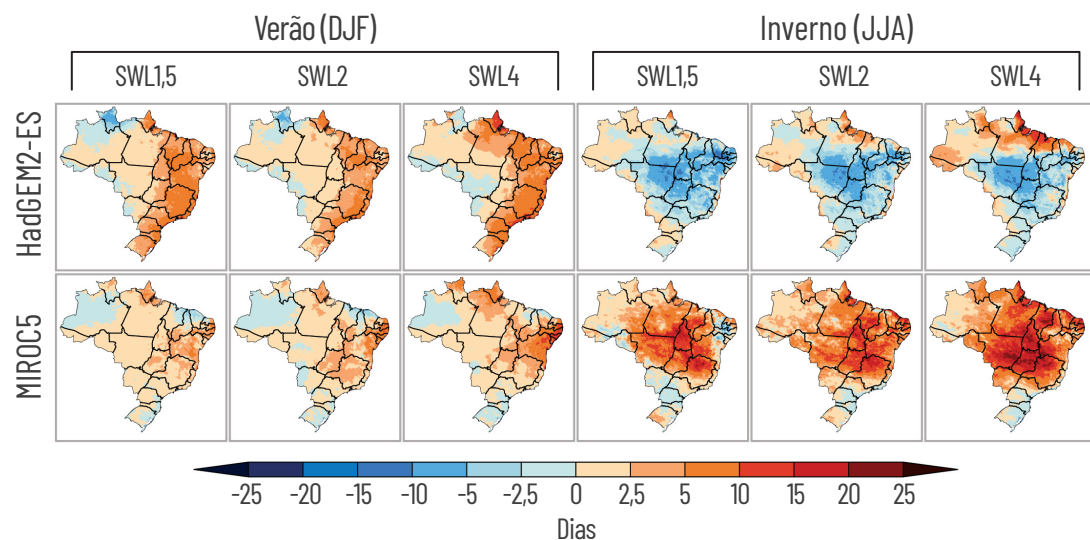 Verão (DJF) Inverno (JJA)
SWL1,5 SWL2 SWL4 SWL1,5 SWL2 SWL4
HadGEM2-ES
MIROC5
-25 -20 -15 -10 -5 -2,5 0 2,5 5 10 15 20 25
Dias